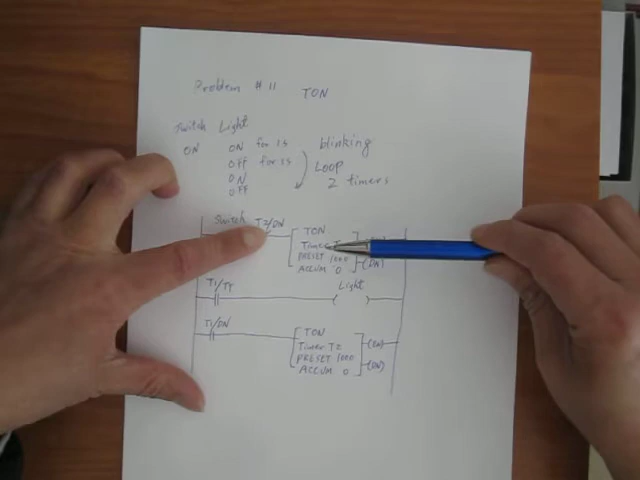 Problem # 11 TON
Switch Light
ON ON for 1s blinking
OFF for 1s LOOP
ON 2 timers
OFF
Switch T2/DN
TON
Timer
PRESET 1000
ACCUM 0 (DN)
T1/TT Light
T1/DN
TON
Timer T2 (EN)
PRESET 1000
ACCUM 0 (DN)